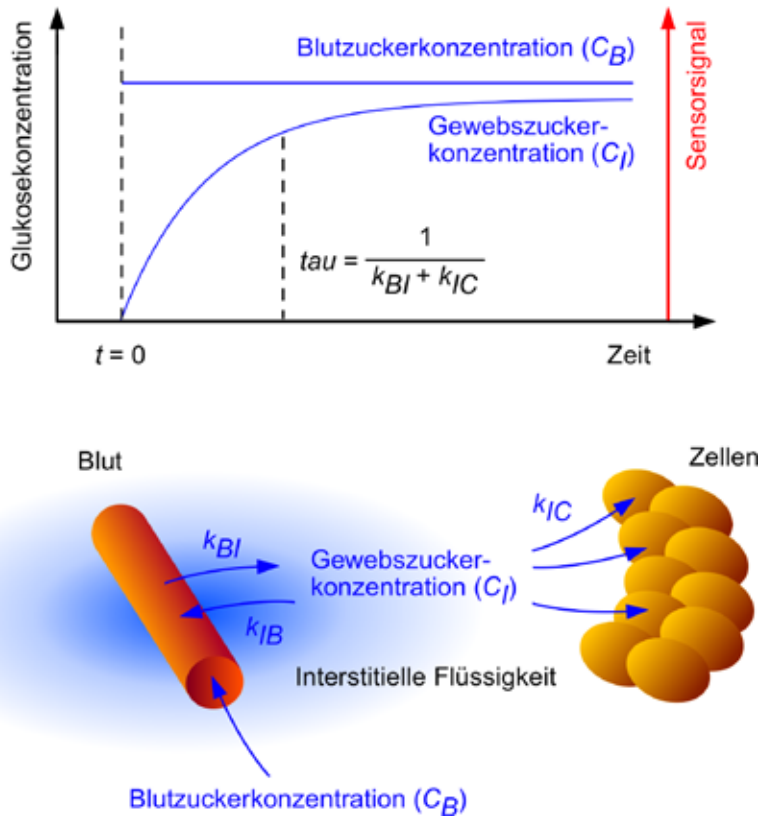 Glukosekonzentration
Blutzuckerkonzentration (C_B)
Gewebszucker-
konzentration (C_I)
Sensorsignal
tau = 1 / (k_BI + k_IC)
t = 0
Zeit
Blut
Zellen
k_BI
k_IC
Gewebszucker-
konzentration (C_I)
k_IB
Interstitielle Flüssigkeit
Blutzuckerkonzentration (C_B)